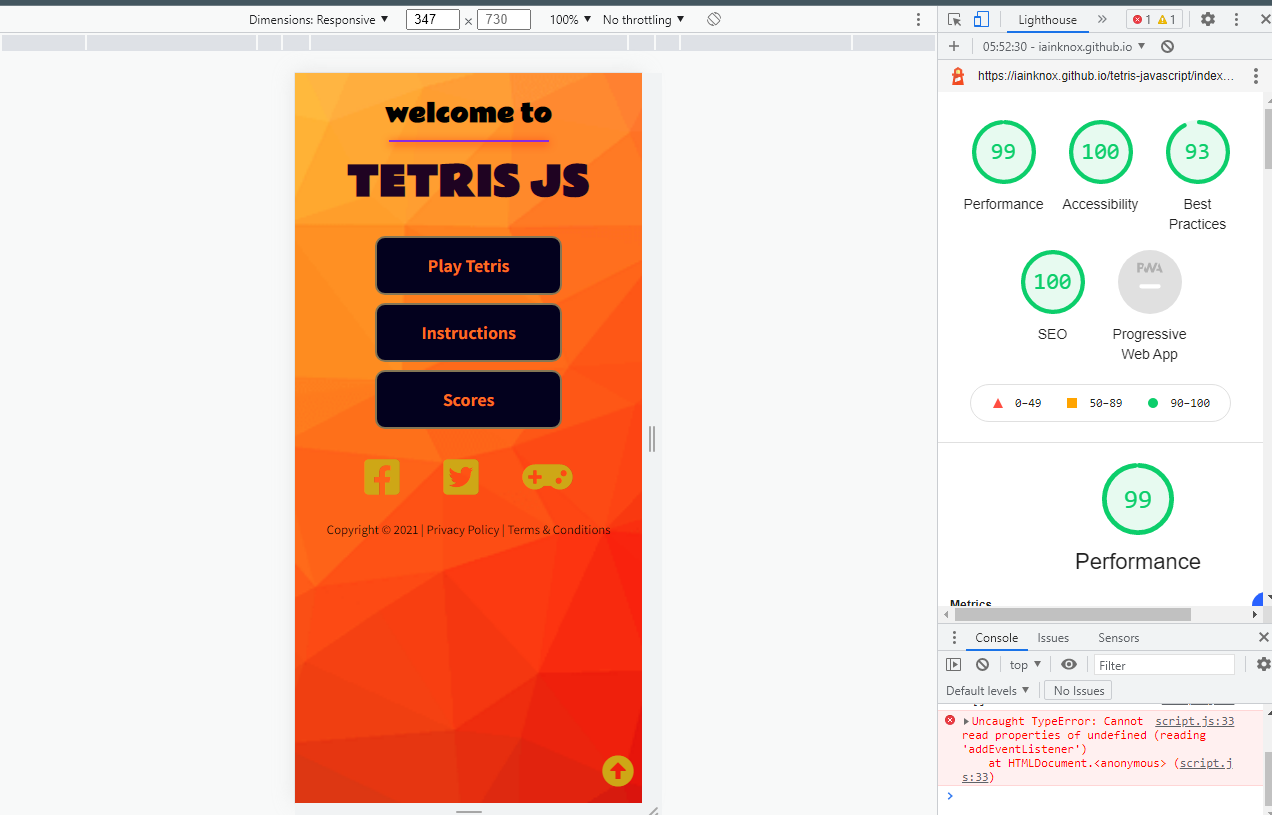 Dimensions: Responsive ▼ 347 × 730 100% ▼ No throttling ▼
welcome to
TETRIS JS
Play Tetris
Instructions
Scores
Copyright © 2021 | Privacy Policy | Terms & Conditions
Lighthouse » 1 1
+ 05:52:30 - iainknox.github.io ▼
https://iainknox.github.io/tetris-javascript/index…
99 100 93
Performance Accessibility Best
Practices
100 PWA
SEO Progressive
Web App
0–49 50–89 90–100
99
Performance
Metrics
Console Issues Sensors
top ▼ Filter
Default levels ▼ No Issues
Uncaught TypeError: Cannot script.js:33
read properties of undefined (reading
'addEventListener')
at HTMLDocument.<anonymous> (script.j
s:33)